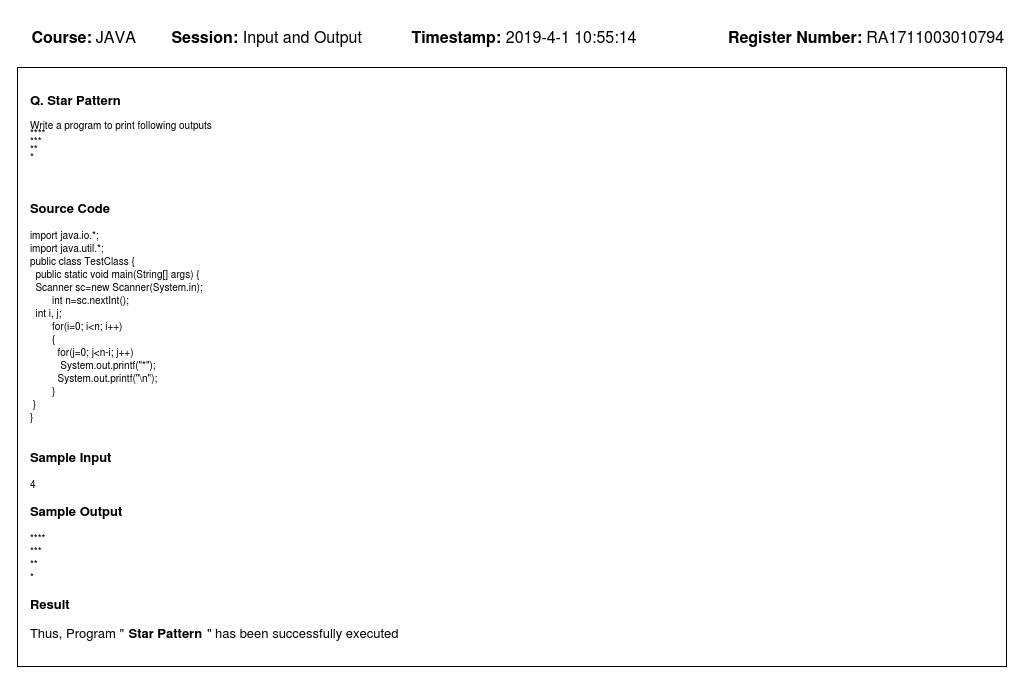 Course: JAVA Session: Input and Output Timestamp: 2019-4-1 10:55:14 Register Number: RA1711003010794
Q. Star Pattern
Write a program to print following outputs
****
***
**
*
Source Code
import java.io.*;
import java.util.*;
public class TestClass {
public static void main(String[] args) {
Scanner sc=new Scanner(System.in);
int n=sc.nextInt();
int i, j;
for(i=0; i<n; i++)
{
for(j=0; j<n-i; j++)
System.out.printf("*");
System.out.printf("\n");
}
}
}
Sample Input
4
Sample Output
****
***
**
*
Result
Thus, Program " Star Pattern " has been successfully executed